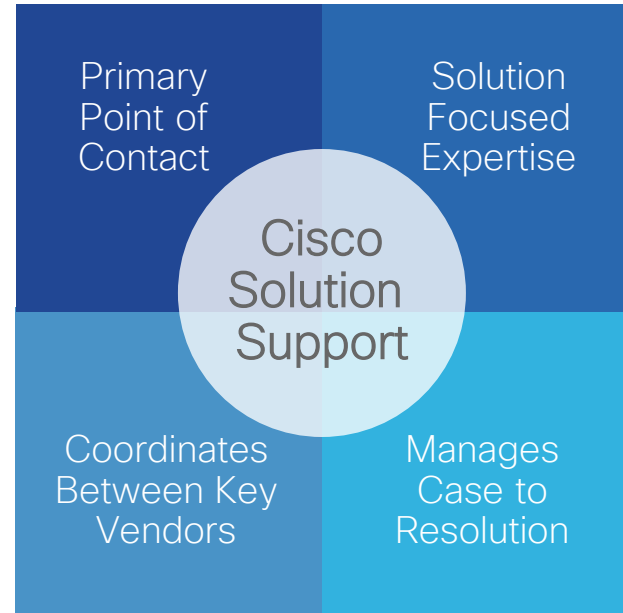 Primary
Point of
Contact
Solution
Focused
Expertise
Cisco
Solution
Support
Coordinates
Between Key
Vendors
Manages
Case to
Resolution